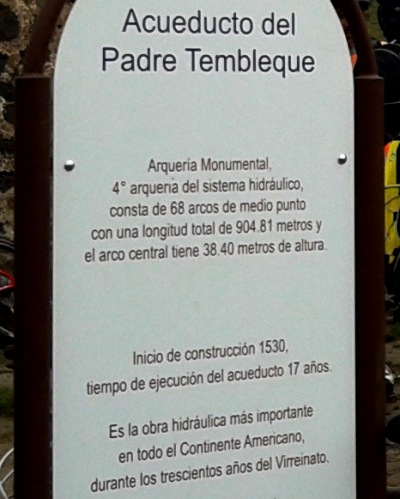 Acueducto del
Padre Tembleque
Arqueria Monumental,
4° arqueria del sistema hidráulico,
consta de 68 arcos de medio punto
con una longitud total de 904.81 metros y
el arco central tiene 38.40 metros de altura.
Inicio de construcción 1530,
tiempo de ejecución del acueducto 17 años.
Es la obra hidráulica más importante
en todo el Continente Americano,
durante los trescientos años del Virreinato.